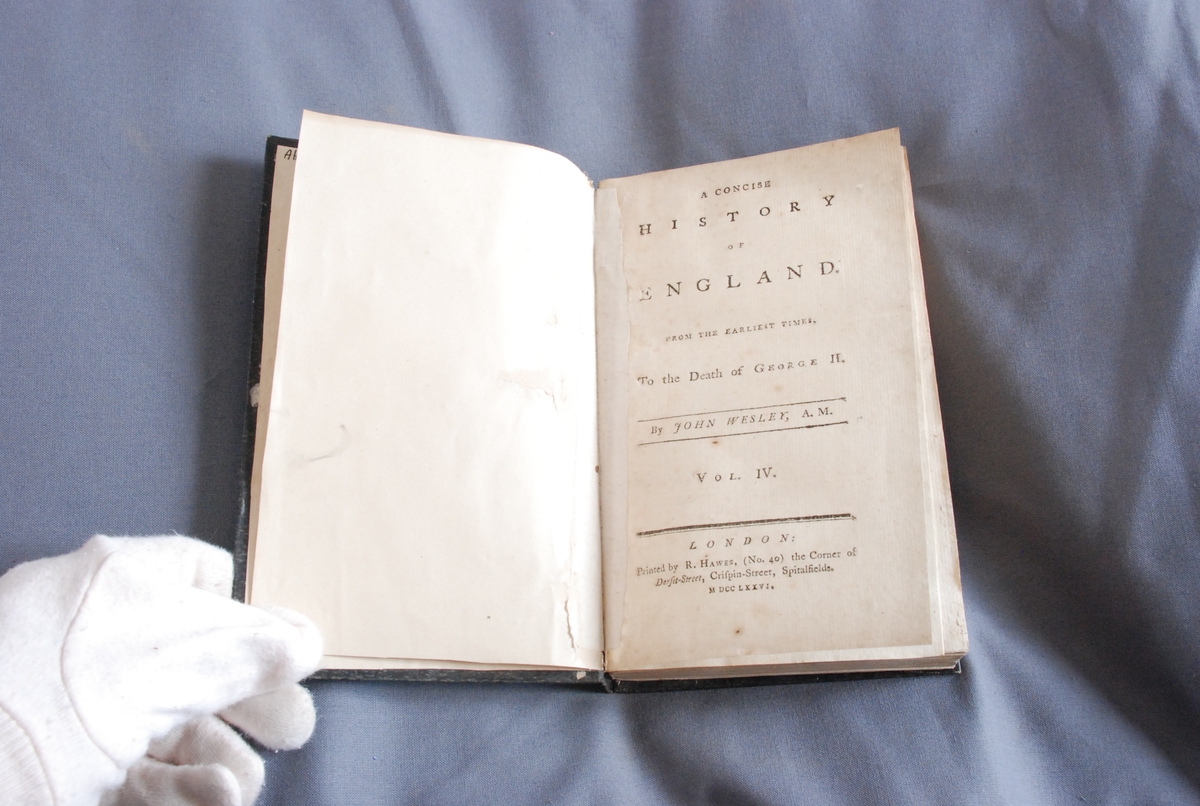 A CONCISE
HISTORY
OF
ENGLAND.
FROM THE EARLIEST TIMES,
To the Death of GEORGE II.
By JOHN WESLEY, A. M.
VOL. IV.
LONDON:
Printed by R. HAWES, (No. 40) the Corner of
Dorſet-Street, Criſpin-Street, Spitalfields.
MDCCLXXVI.